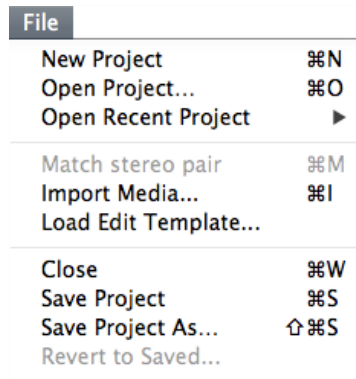 File
New Project ⌘N
Open Project... ⌘O
Open Recent Project ▶
Match stereo pair ⌘M
Import Media... ⌘I
Load Edit Template...
Close ⌘W
Save Project ⌘S
Save Project As... ⇧⌘S
Revert to Saved...